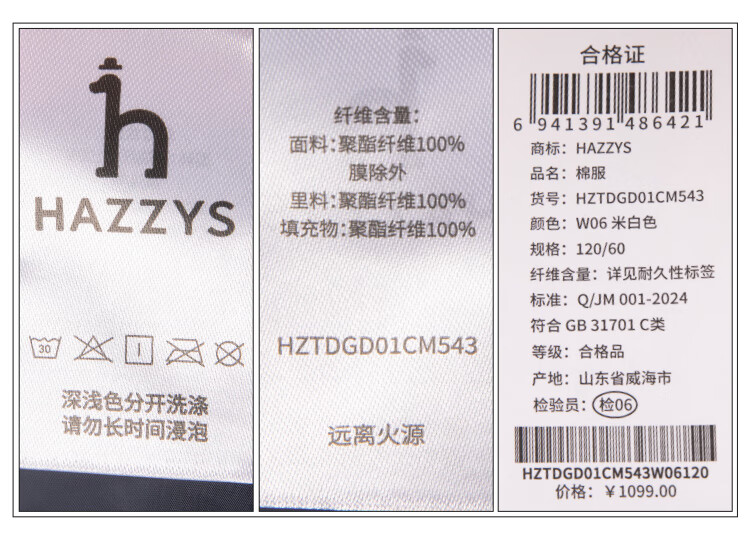 h
HAZZYS
30
深浅色分开洗涤
请勿长时间浸泡
纤维含量：
面料：聚酯纤维100%
膜除外
里料：聚酯纤维100%
填充物：聚酯纤维100%
HZTDGD01CM543
远离火源
合格证
6 941391 486421
商标：HAZZYS
品名：棉服
货号：HZTDGD01CM543
颜色：W06 米白色
规格：120/60
纤维含量：详见耐久性标签
标准：Q/JM 001-2024
符合 GB 31701 C类
等级：合格品
产地：山东省威海市
检验员：检06
HZTDGD01CM543W06120
价格：￥1099.00